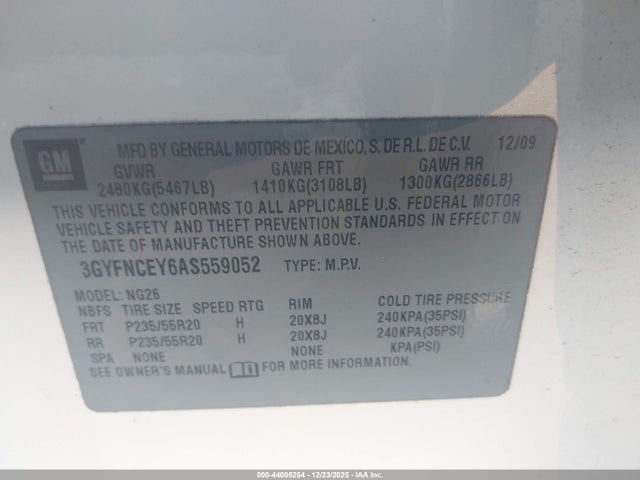 GM
MFD BY GENERAL MOTORS DE MEXICO, S. DE R.L. DE C.V. 12/09
GVWR GAWR FRT GAWR RR
2480KG(5467LB) 1410KG(3108LB) 1300KG(2866LB)
THIS VEHICLE CONFORMS TO ALL APPLICABLE U.S. FEDERAL MOTOR
VEHICLE SAFETY AND THEFT PREVENTION STANDARDS IN EFFECT ON
THE DATE OF MANUFACTURE SHOWN ABOVE.
3GYFNCEY6AS559052 TYPE: M.P.V.
MODEL: NG26
NBFS TIRE SIZE SPEED RTG RIM COLD TIRE PRESSURE
FRT P235/55R20 H 20X8J 240KPA(35PSI)
RR P235/55R20 H 20X8J 240KPA(35PSI)
SPA NONE NONE KPA(PSI)
SEE OWNER'S MANUAL FOR MORE INFORMATION.
000-44005254 - 12/23/2025 - IAA, Inc.